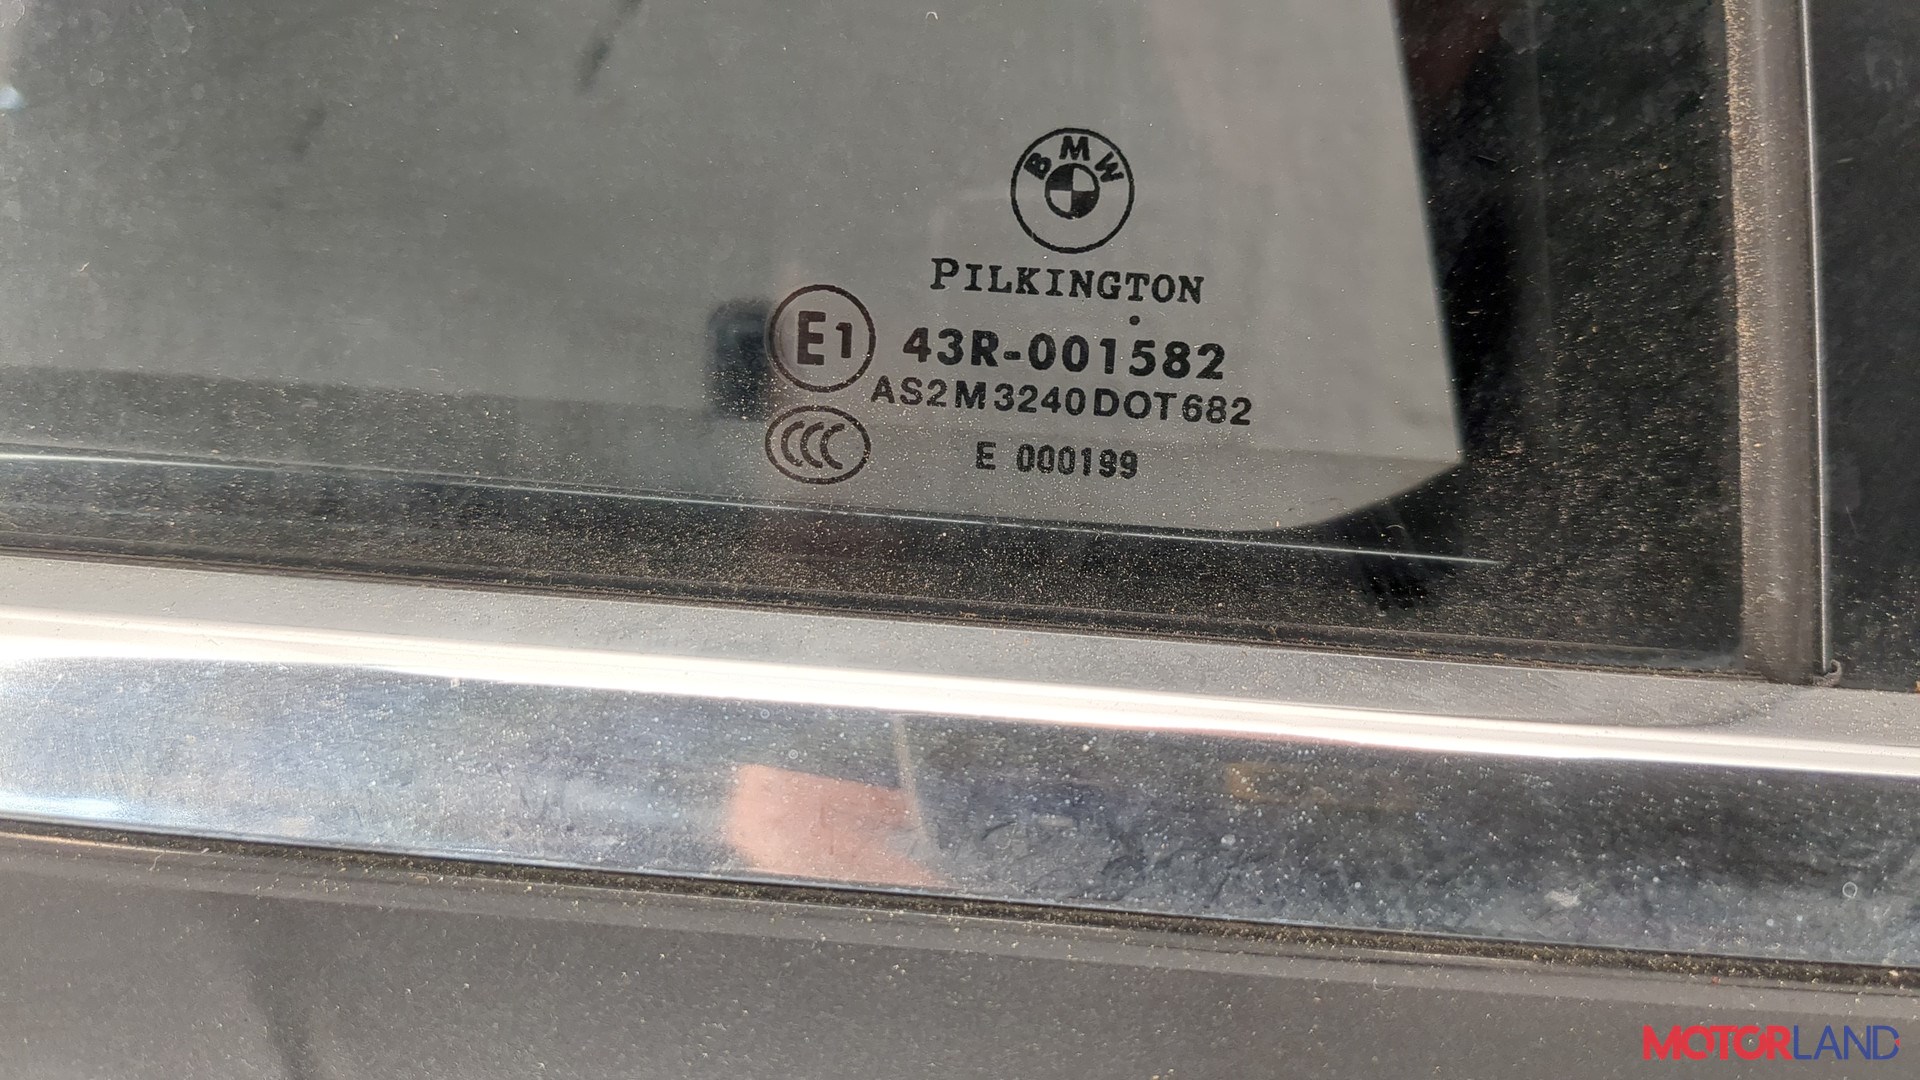 BMW
PILKINGTON
E1 43R-001582
AS2M3240DOT682
CCC E 000199
MOTORLAND